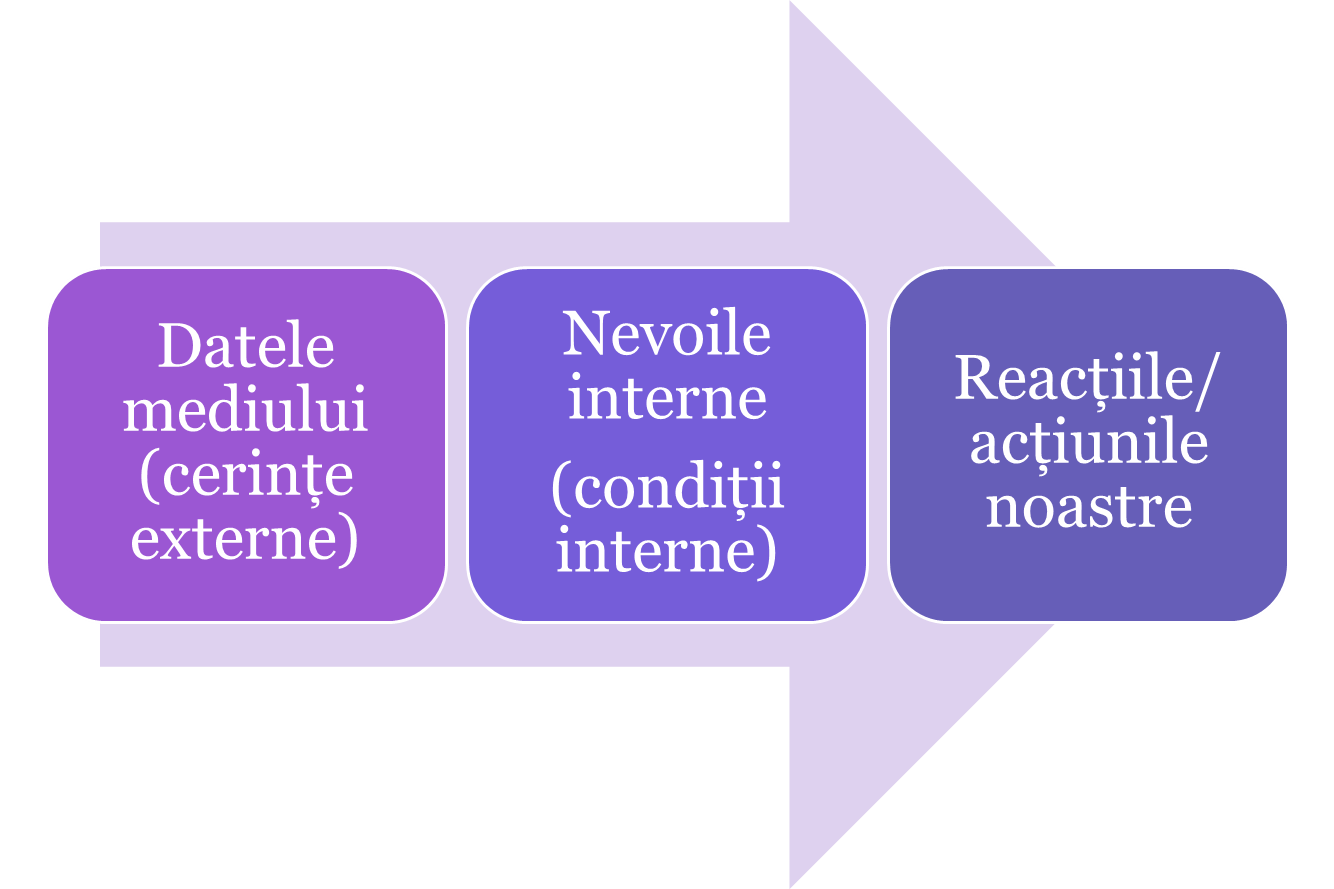 Datele
mediului
(cerințe
externe)
Nevoile
interne
(condiții
interne)
Reacțiile/
acțiunile
noastre